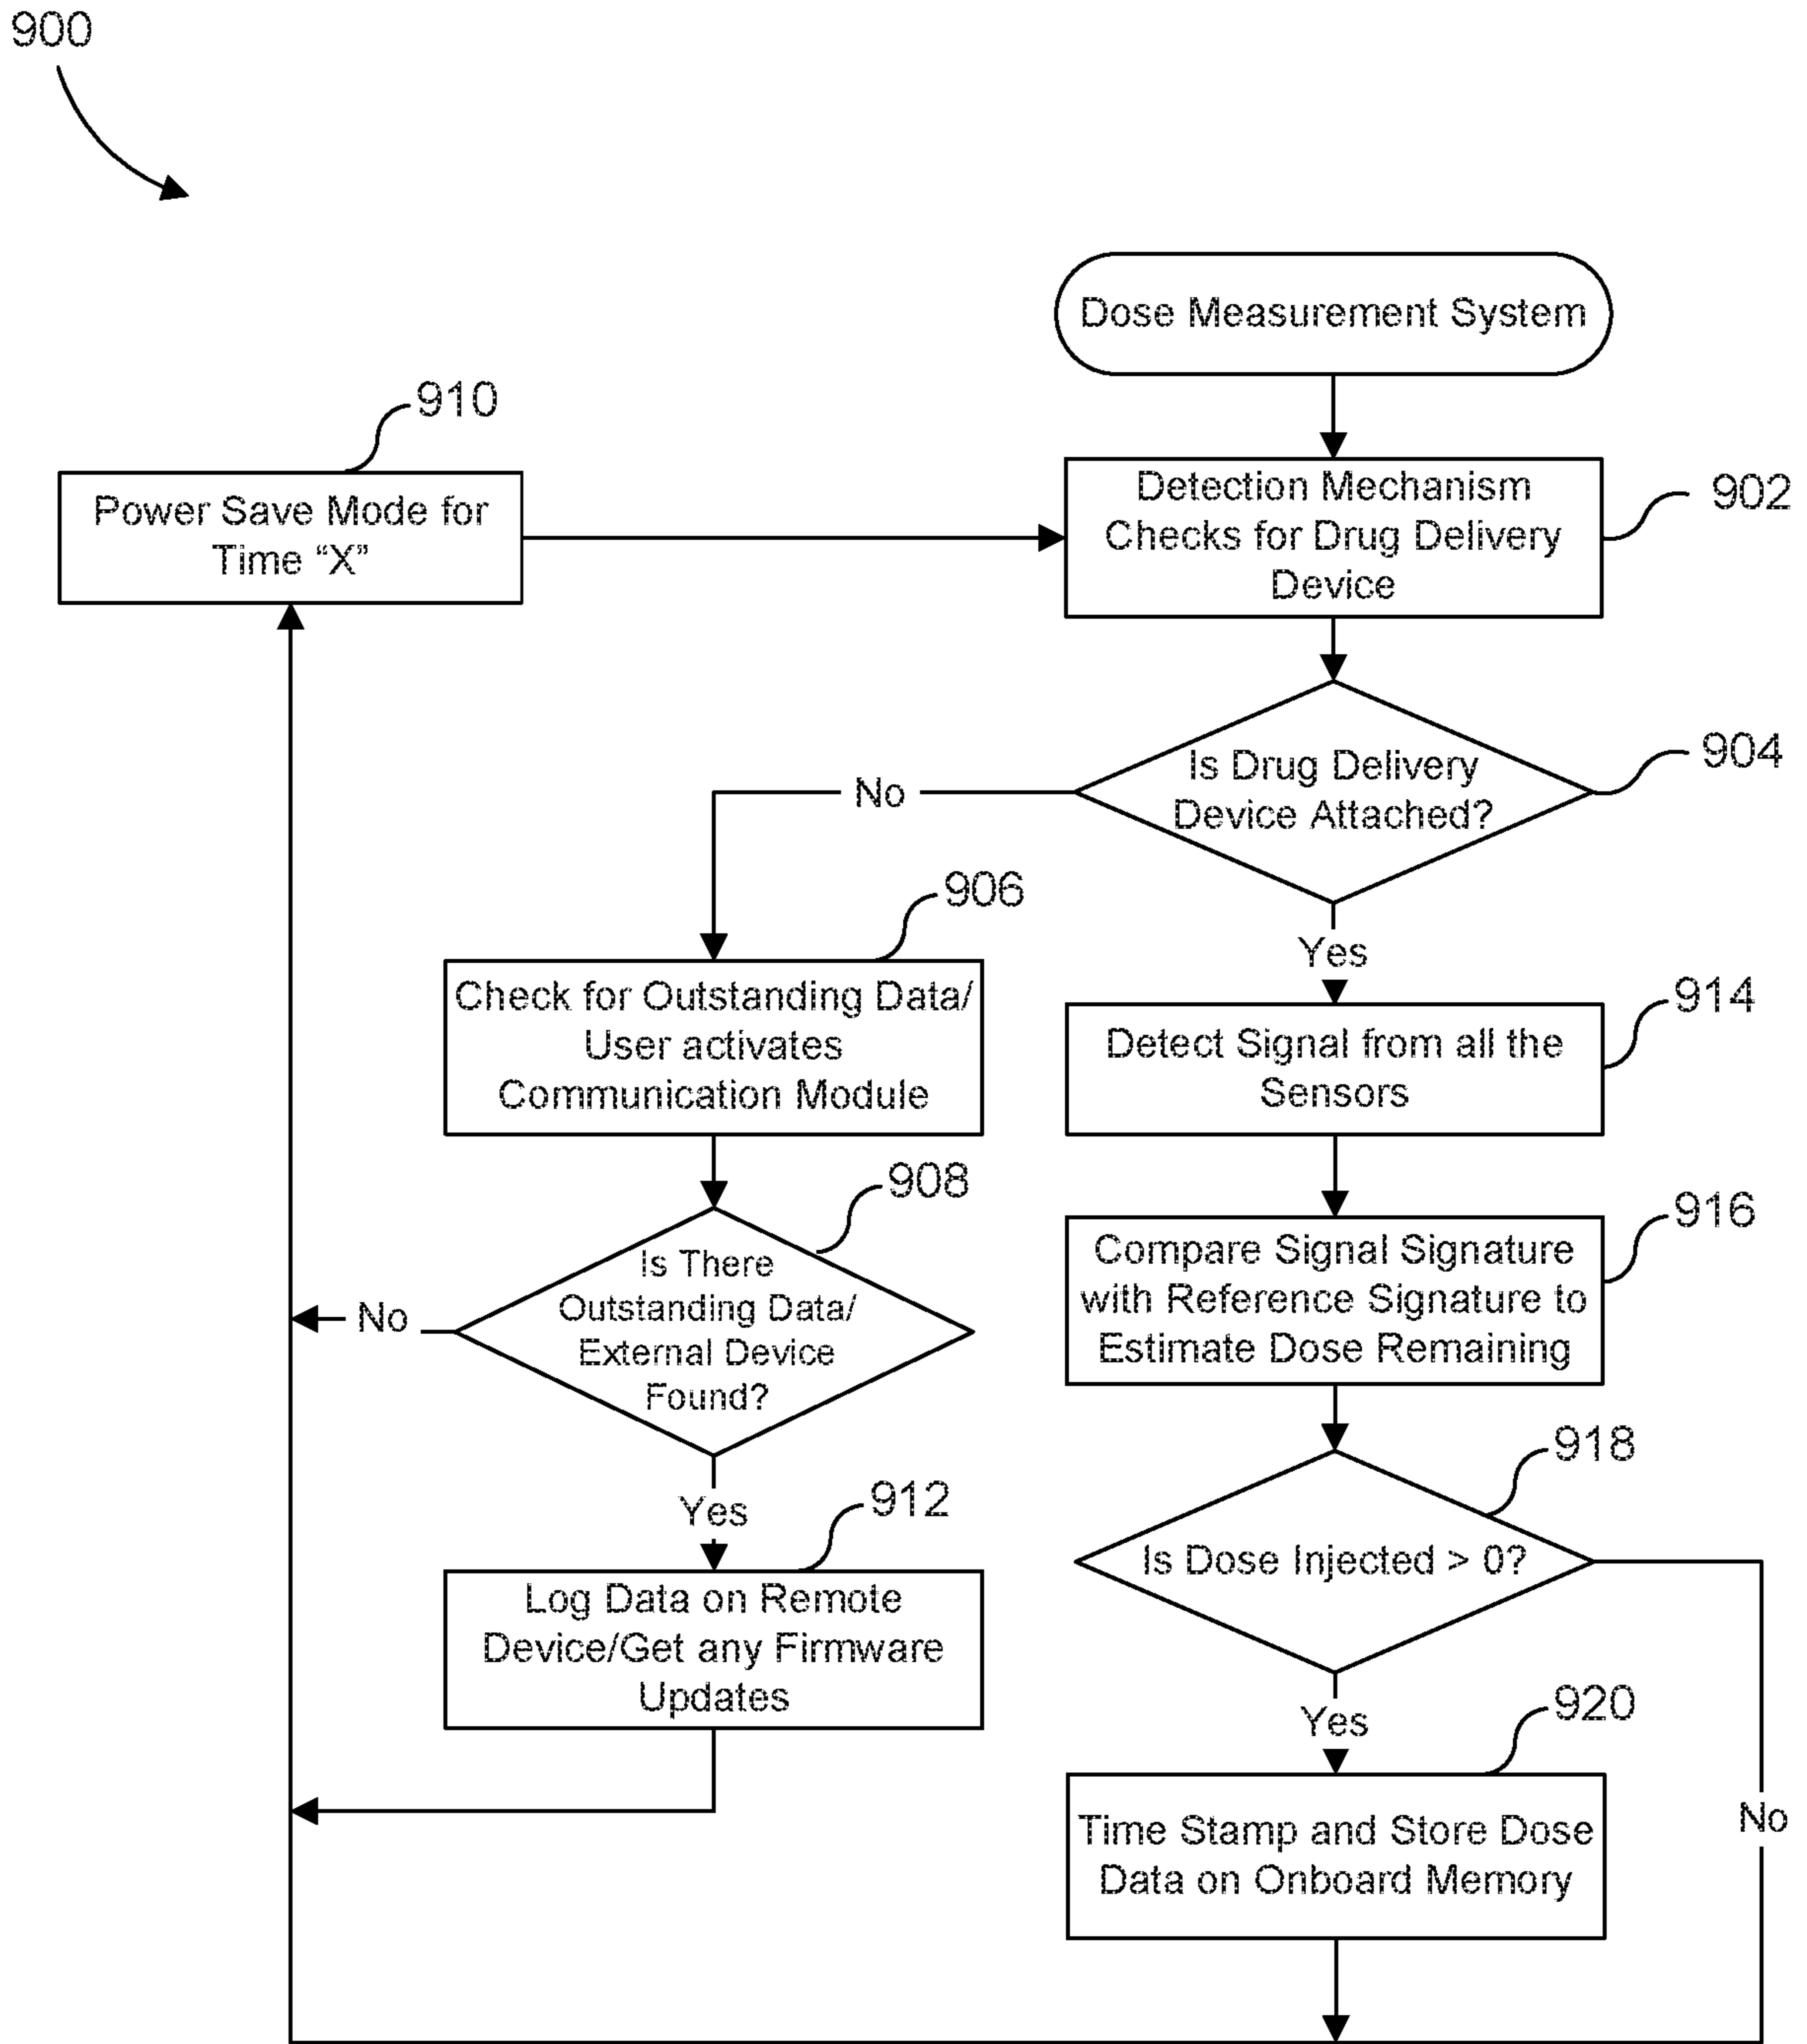 900
Dose Measurement System
910
Power Save Mode for
Time “X”
Detection Mechanism
Checks for Drug Delivery
Device
902
Is Drug Delivery
Device Attached?
904
No
Yes
906
Check for Outstanding Data/
User activates
Communication Module
914
Detect Signal from all the
Sensors
908
Is There
Outstanding Data/
External Device
Found?
No
Yes
916
Compare Signal Signature
with Reference Signature to
Estimate Dose Remaining
912
Log Data on Remote
Device/Get any Firmware
Updates
918
Is Dose Injected > 0?
Yes
No
920
Time Stamp and Store Dose
Data on Onboard Memory